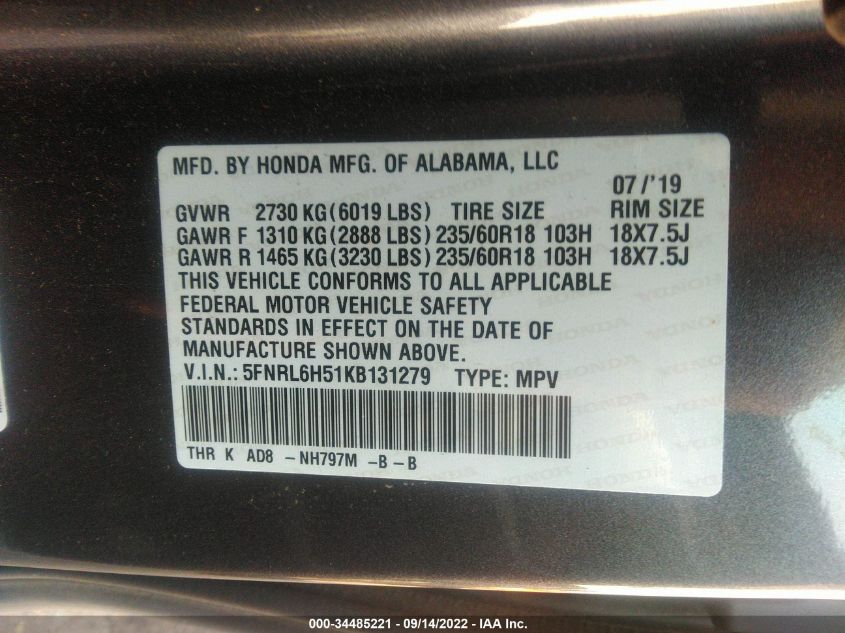 MFD. BY HONDA MFG. OF ALABAMA, LLC
07/'19
GVWR 2730 KG(6019 LBS) TIRE SIZE RIM SIZE
GAWR F 1310 KG(2888 LBS) 235/60R18 103H 18X7.5J
GAWR R 1465 KG(3230 LBS) 235/60R18 103H 18X7.5J
THIS VEHICLE CONFORMS TO ALL APPLICABLE
FEDERAL MOTOR VEHICLE SAFETY
STANDARDS IN EFFECT ON THE DATE OF
MANUFACTURE SHOWN ABOVE.
V.I.N.: 5FNRL6H51KB131279 TYPE: MPV
THR K AD8 -NH797M -B-B
000-34485221 - 09/14/2022 - IAA Inc.